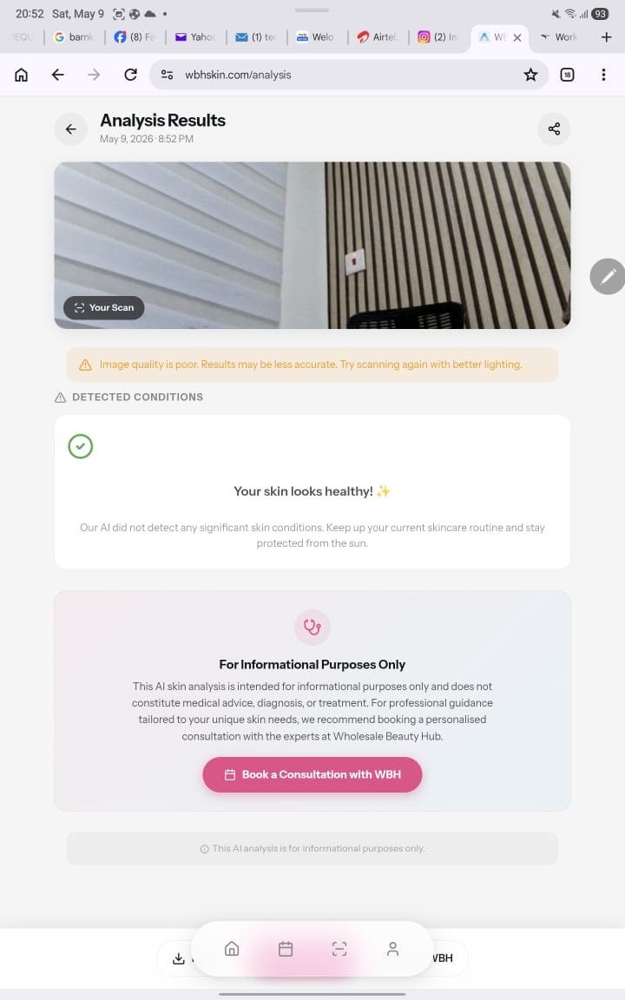 20:52 Sat, May 9 93
barnk (8) Fa Yahoc (1) te Welo Airtel (2) In WE Work
wbhskin.com/analysis 18
Analysis Results
May 9, 2026 · 8:52 PM
Your Scan
Image quality is poor. Results may be less accurate. Try scanning again with better lighting.
DETECTED CONDITIONS
Your skin looks healthy! ✨
Our AI did not detect any significant skin conditions. Keep up your current skincare routine and stay
protected from the sun.
For Informational Purposes Only
This AI skin analysis is intended for informational purposes only and does not
constitute medical advice, diagnosis, or treatment. For professional guidance
tailored to your unique skin needs, we recommend booking a personalised
consultation with the experts at Wholesale Beauty Hub.
Book a Consultation with WBH
This AI analysis is for informational purposes only.
WBH